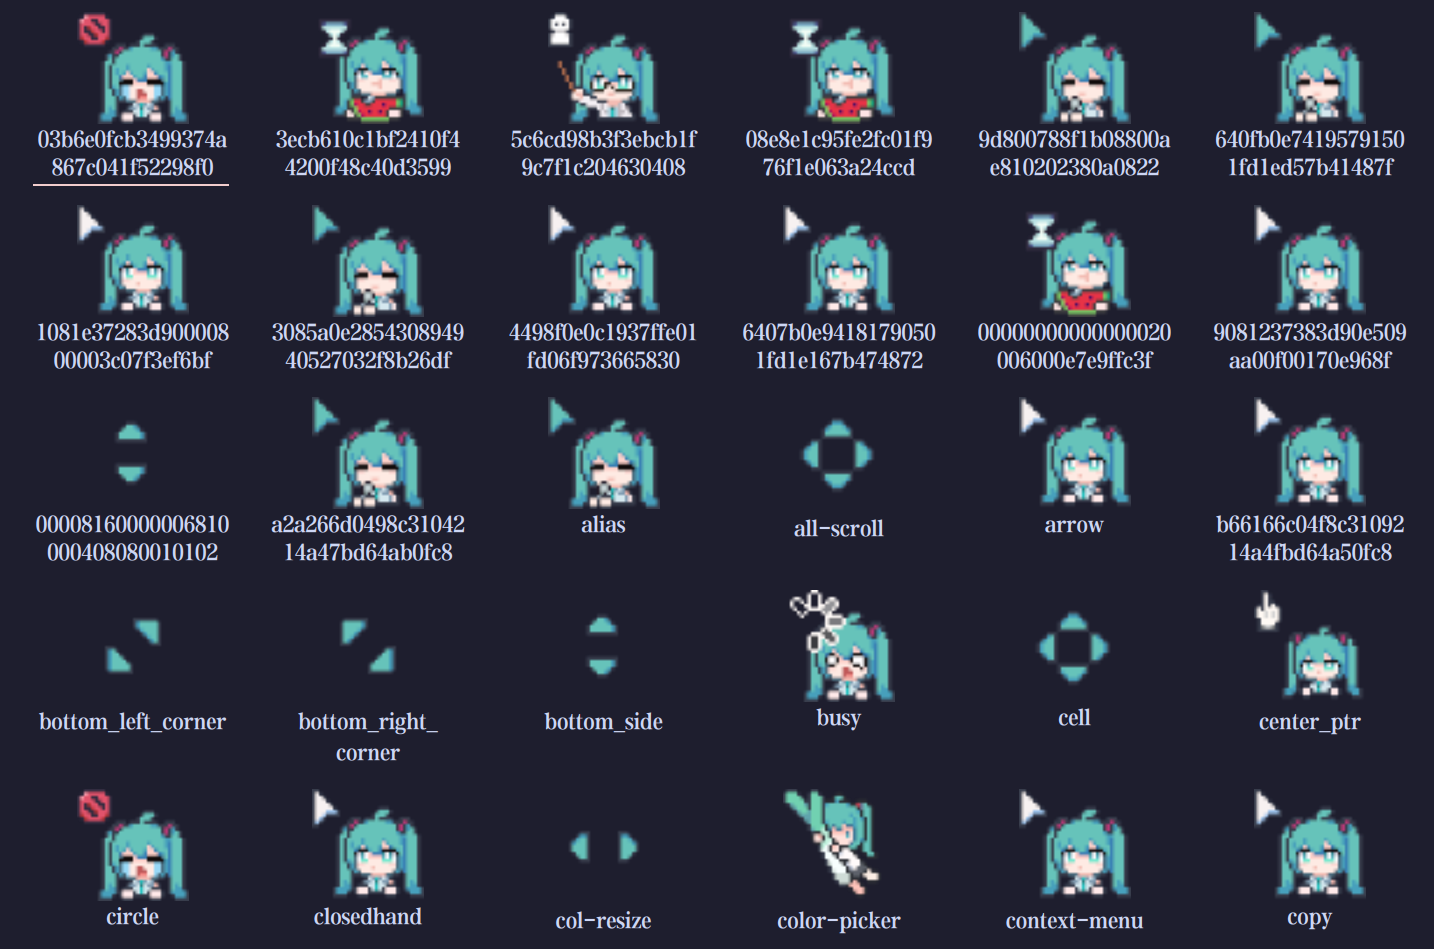 03b6e0fcb3499374a
867c041f52298f0
3ecb610c1bf2410f4
4200f48c40d3599
5c6cd98b3f3ebcb1f
9c7f1c204630408
08e8e1c95fe2fc01f9
76f1e063a24ccd
9d800788f1b08800a
e810202380a0822
640fb0e7419579150
1fd1ed57b41487f
1081e37283d900008
00003c07f3ef6bf
3085a0e2854308949
40527032f8b26df
4498f0e0c1937ffe01
fd06f973665830
6407b0e9418179050
1fd1e167b474872
00000000000000020
006000e7e9ffc3f
9081237383d90e509
aa00f00170e968f
00008160000006810
000408080010102
a2a266d0498c31042
14a47bd64ab0fc8
alias
all-scroll
arrow
b66166c04f8c31092
14a4fbd64a50fc8
bottom_left_corner
bottom_right_
corner
bottom_side
busy
cell
center_ptr
circle
closedhand
col-resize
color-picker
context-menu
copy